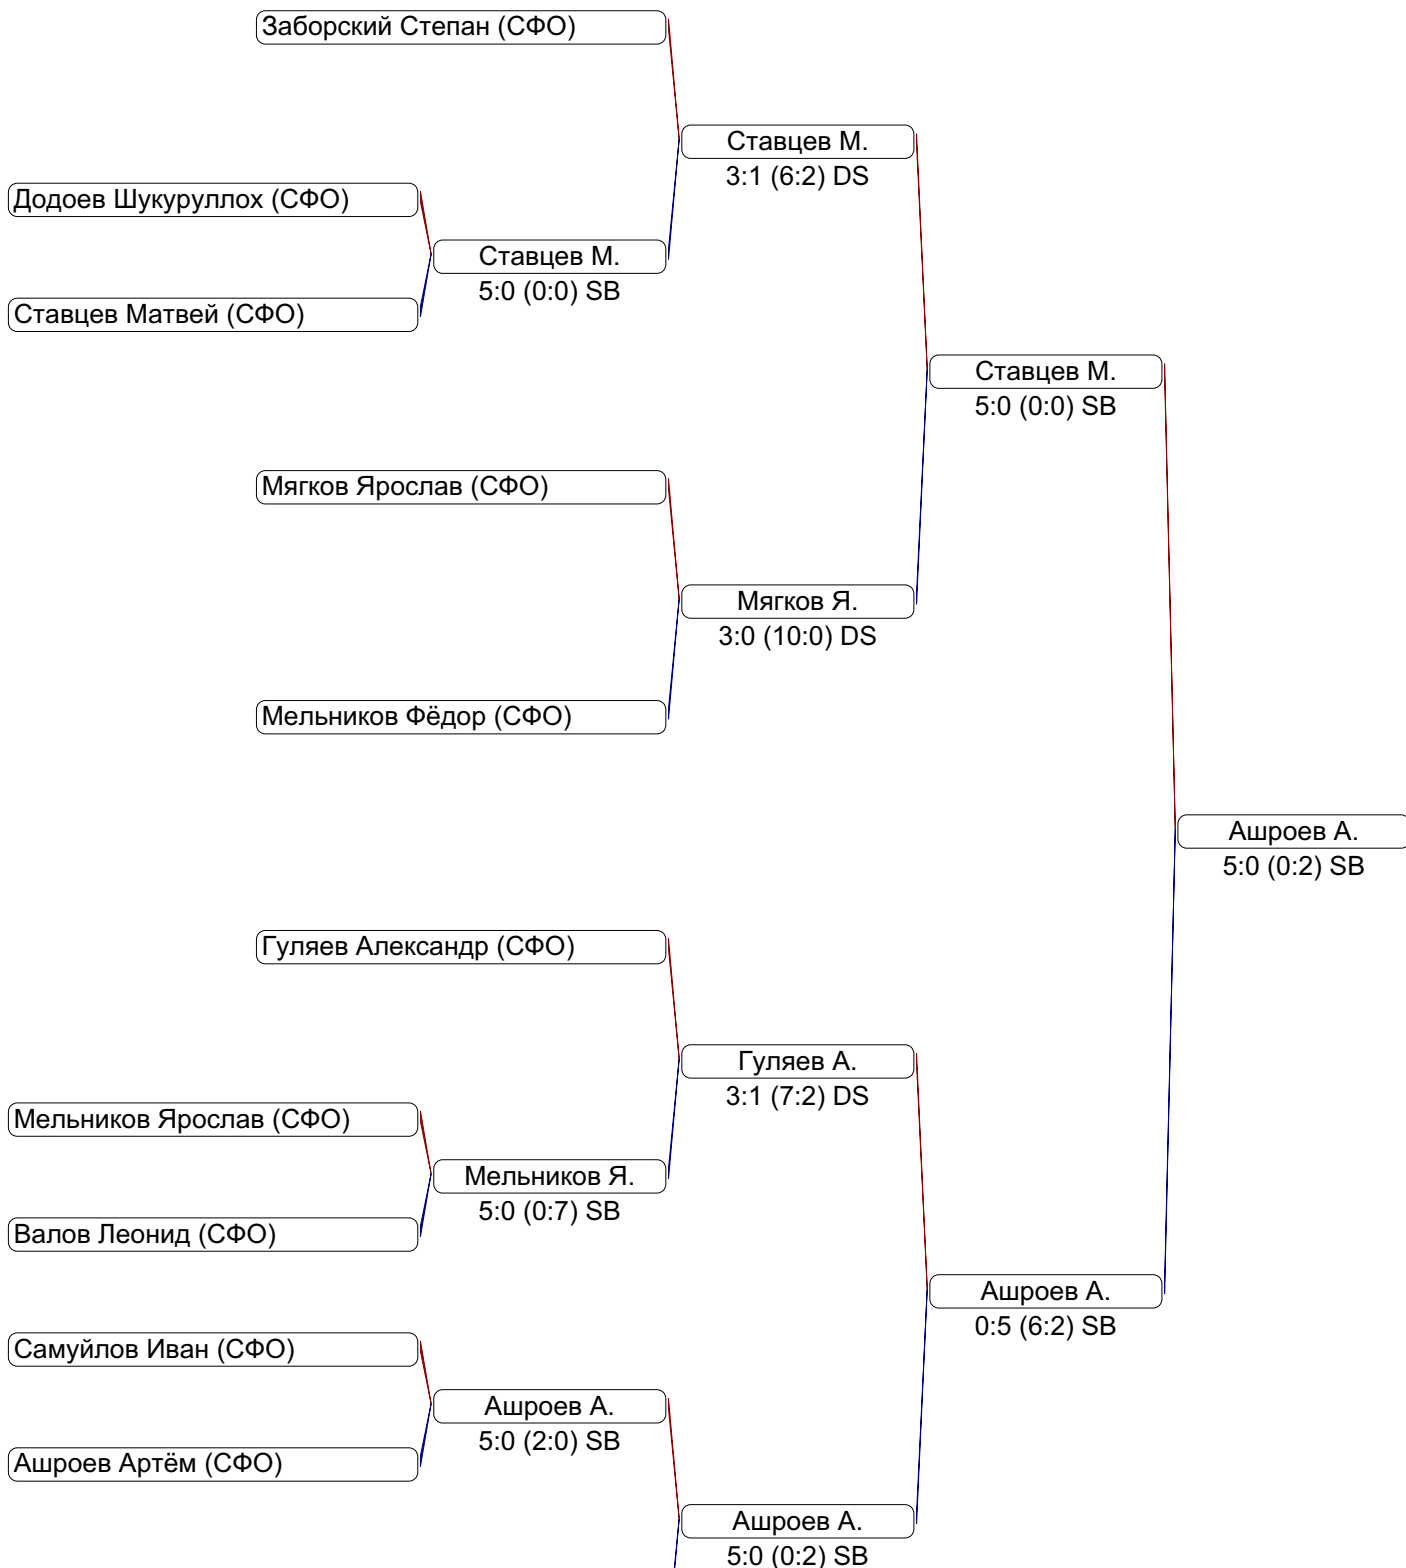 Заборский Степан (СФО)
Ставцев М.
3:1 (6:2) DS
Додоев Шукуруллох (СФО)
Ставцев М.
5:0 (0:0) SB
Ставцев Матвей (СФО)
Ставцев М.
5:0 (0:0) SB
Мягков Ярослав (СФО)
Мягков Я.
3:0 (10:0) DS
Мельников Фёдор (СФО)
Ашроев А.
5:0 (0:2) SB
Гуляев Александр (СФО)
Гуляев А.
3:1 (7:2) DS
Мельников Ярослав (СФО)
Мельников Я.
5:0 (0:7) SB
Валов Леонид (СФО)
Ашроев А.
0:5 (6:2) SB
Самуйлов Иван (СФО)
Ашроев А.
5:0 (2:0) SB
Ашроев Артём (СФО)
Ашроев А.
5:0 (0:2) SB